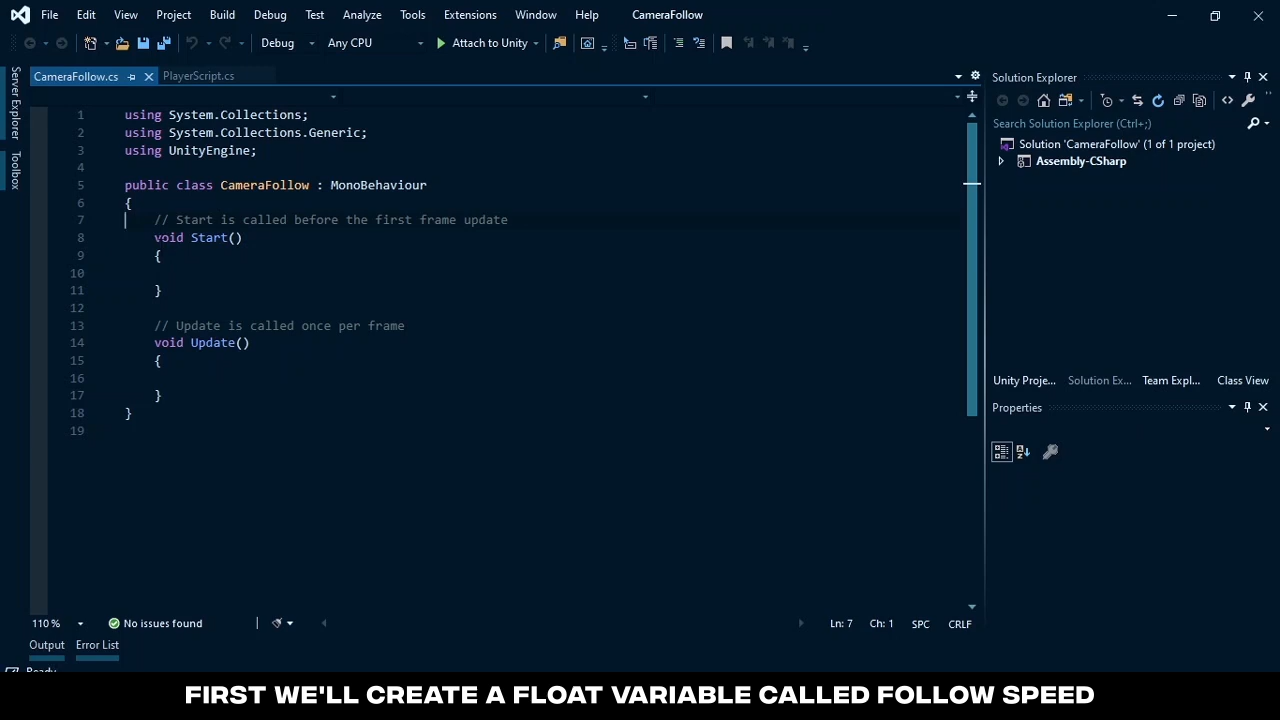 File Edit View Project Build Debug Test Analyze Tools Extensions Window Help CameraFollow
Debug Any CPU Attach to Unity
Server Explorer
Toolbox
CameraFollow.cs PlayerScript.cs
1 using System.Collections;
2 using System.Collections.Generic;
3 using UnityEngine;
4
5 public class CameraFollow : MonoBehaviour
6 {
7 // Start is called before the first frame update
8 void Start()
9 {
10
11 }
12
13 // Update is called once per frame
14 void Update()
15 {
16
17 }
18 }
19
110 % No issues found Ln: 7 Ch: 1 SPC CRLF
Output Error List
Ready
Solution Explorer
Search Solution Explorer (Ctrl+;)
Solution 'CameraFollow' (1 of 1 project)
Assembly-CSharp
Unity Proje... Solution Ex... Team Expl... Class View
Properties
FIRST WE'LL CREATE A FLOAT VARIABLE CALLED FOLLOW SPEED